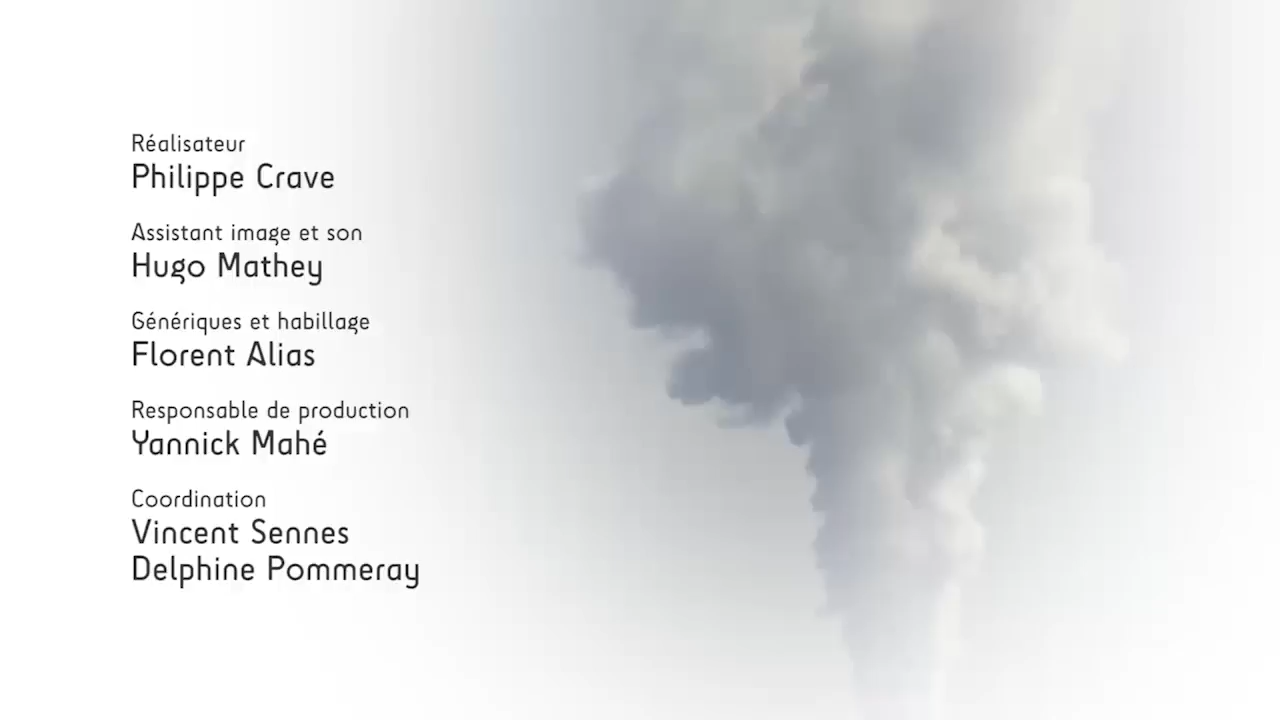 Réalisateur
Philippe Crave
Assistant image et son
Hugo Mathey
Génériques et habillage
Florent Alias
Responsable de production
Yannick Mahé
Coordination
Vincent Sennes
Delphine Pommeray